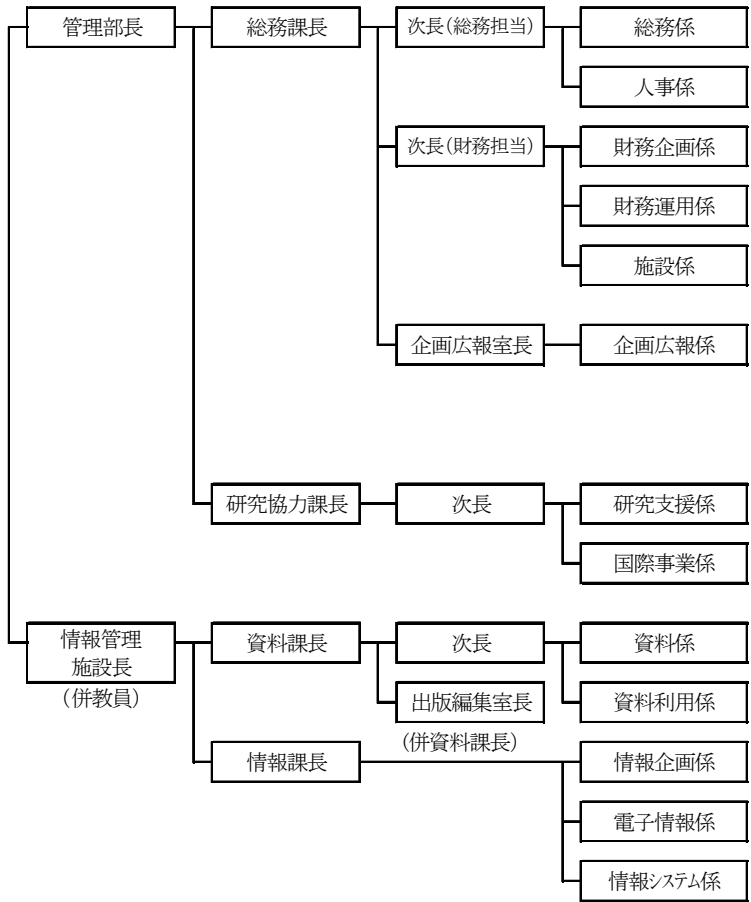 管理部長
総務課長
次長(総務担当)
総務係
人事係
次長(財務担当)
財務企画係
財務運用係
施設係
企画広報室長
企画広報係
研究協力課長
次長
研究支援係
国際事業係
情報管理
施設長
(併教員)
資料課長
次長
資料係
出版編集室長
(併資料課長)
資料利用係
情報課長
情報企画係
電子情報係
情報システム係